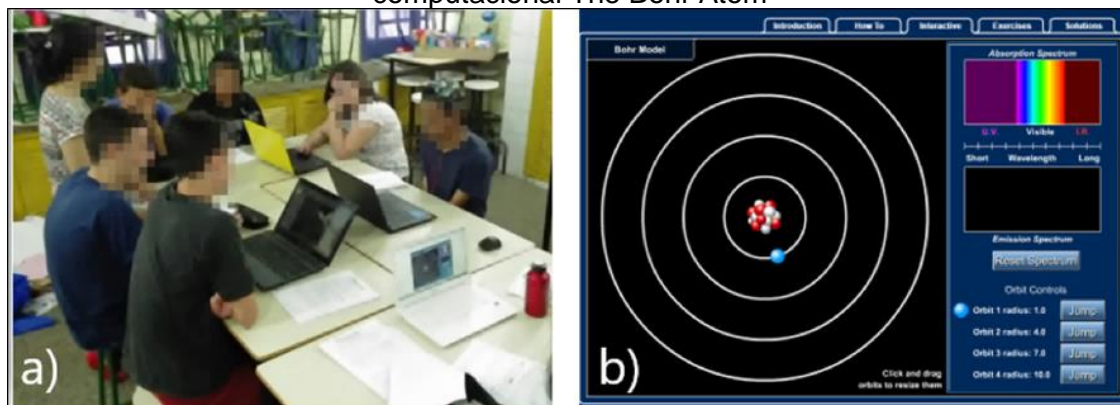 computacional The Bohr Atom
a)
Introduction How To Interactive Exercises Solutions
Bohr Model
Absorption Spectrum
U.V. Visible I.R.
Short Wavelength Long
Emission Spectrum
Reset Spectrum
Orbit Controls
Orbit 1 radius: 1.0 Jump
Orbit 2 radius: 4.0 Jump
Orbit 3 radius: 7.0 Jump
Orbit 4 radius: 10.0 Jump
Click and drag
orbits to resize them
b)